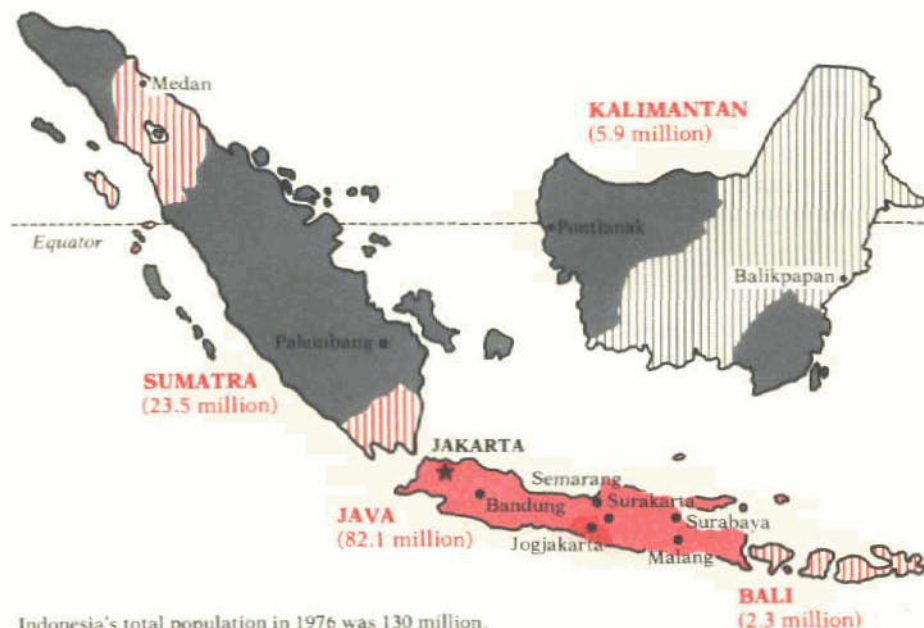 Medan
KALIMANTAN
(5.9 million)
Equator
Pontianak
Balikpapan
Palembang
SUMATRA
(23.5 million)
JAKARTA
Semarang
Bandung
Surakarta
JAVA
(82.1 million)
Surabaya
Jogjakarta
Malang
BALI
(2.3 million)
Indonesia's total population in 1976 was 130 million.